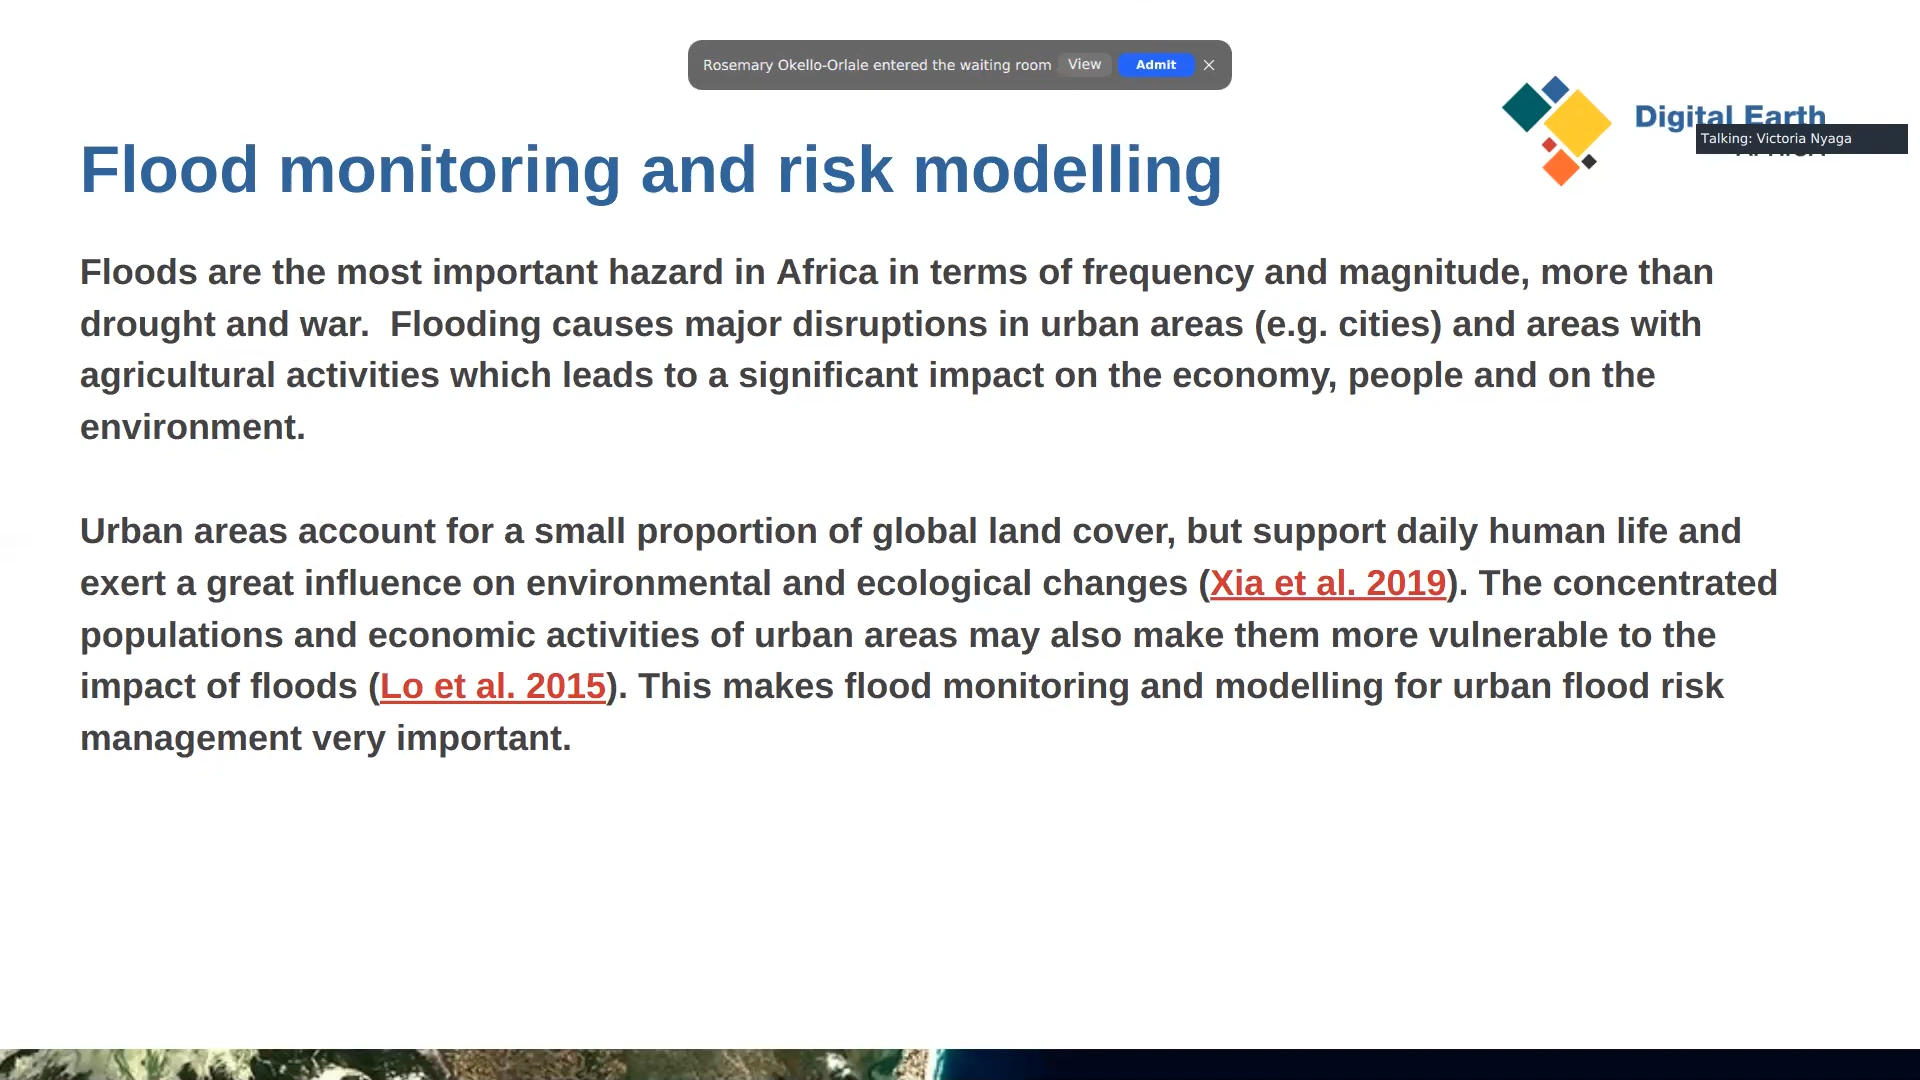 Rosemary Okello-Orlale entered the waiting room View Admit
Digital Earth
Talking: Victoria Nyaga
Flood monitoring and risk modelling
Floods are the most important hazard in Africa in terms of frequency and magnitude, more than
drought and war.  Flooding causes major disruptions in urban areas (e.g. cities) and areas with
agricultural activities which leads to a significant impact on the economy, people and on the
environment.
Urban areas account for a small proportion of global land cover, but support daily human life and
exert a great influence on environmental and ecological changes (Xia et al. 2019). The concentrated
populations and economic activities of urban areas may also make them more vulnerable to the
impact of floods (Lo et al. 2015). This makes flood monitoring and modelling for urban flood risk
management very important.